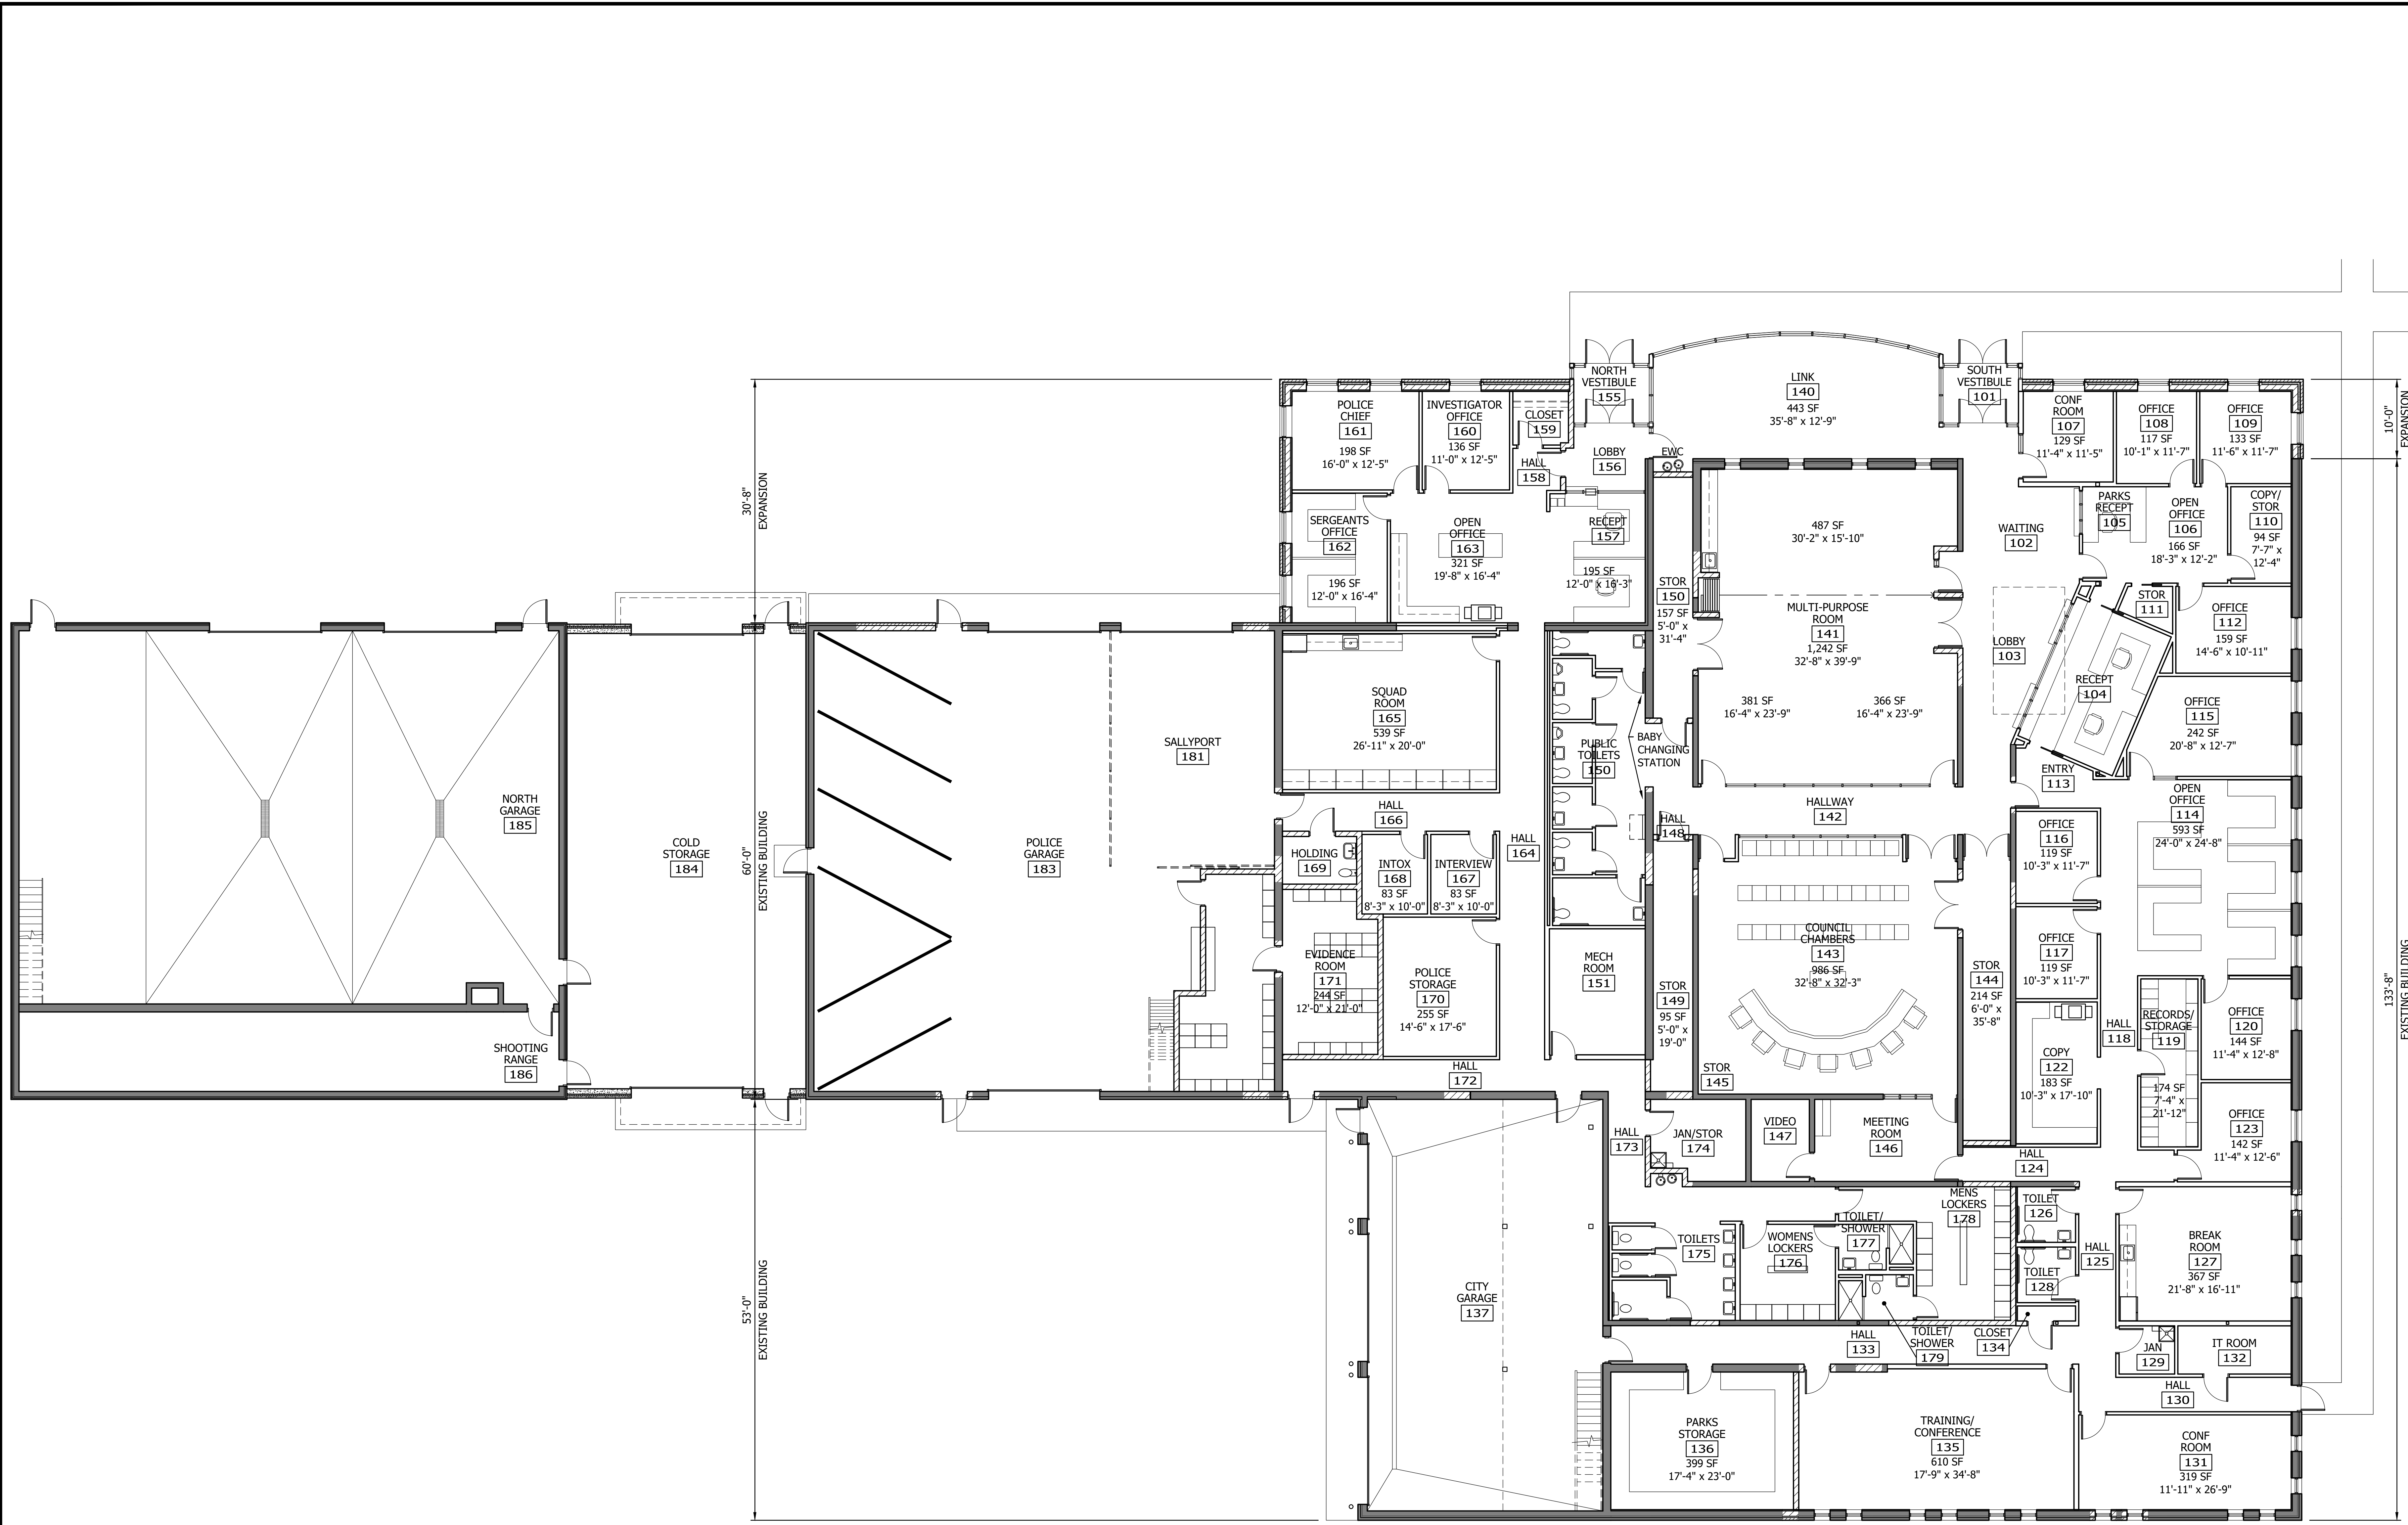 30'-8"
EXPANSION
60'-0"
EXISTING BUILDING
53'-0"
EXISTING BUILDING
10'-0"
EXPANSION
133'-8"
EXISTING BUILDING
NORTH
GARAGE
185
SHOOTING
RANGE
186
COLD
STORAGE
184
POLICE
GARAGE
183
SALLYPORT
181
POLICE
CHIEF
161
198 SF
16'-0" x 12'-5"
INVESTIGATOR
OFFICE
160
136 SF
11'-0" x 12'-5"
CLOSET
159
HALL
158
NORTH
VESTIBULE
155
LOBBY
156
EWC
SERGEANTS
OFFICE
162
196 SF
12'-0" x 16'-4"
OPEN
OFFICE
163
321 SF
19'-8" x 16'-4"
RECEPT
157
195 SF
12'-0" x 16'-3"
SQUAD
ROOM
165
539 SF
26'-11" x 20'-0"
HALL
166
HALL
164
HOLDING
169
INTOX
168
83 SF
8'-3" x 10'-0"
INTERVIEW
167
83 SF
8'-3" x 10'-0"
EVIDENCE
ROOM
171
244 SF
12'-0" x 21'-0"
POLICE
STORAGE
170
255 SF
14'-6" x 17'-6"
HALL
172
PUBLIC
TOILETS
150
BABY
CHANGING
STATION
MECH
ROOM
151
LINK
140
443 SF
35'-8" x 12'-9"
SOUTH
VESTIBULE
101
STOR
150
157 SF
5'-0" x
31'-4"
487 SF
30'-2" x 15'-10"
MULTI-PURPOSE
ROOM
141
1,242 SF
32'-8" x 39'-9"
381 SF
16'-4" x 23'-9"
366 SF
16'-4" x 23'-9"
HALLWAY
142
HALL
148
STOR
149
95 SF
5'-0" x
19'-0"
COUNCIL
CHAMBERS
143
986 SF
32'-8" x 32'-3"
STOR
145
STOR
144
214 SF
6'-0" x
35'-8"
CONF
ROOM
107
129 SF
11'-4" x 11'-5"
OFFICE
108
117 SF
10'-1" x 11'-7"
OFFICE
109
133 SF
11'-6" x 11'-7"
WAITING
102
PARKS
RECEPT
105
OPEN
OFFICE
106
166 SF
18'-3" x 12'-2"
COPY/
STOR
110
94 SF
7'-7" x
12'-4"
STOR
111
OFFICE
112
159 SF
14'-6" x 10'-11"
LOBBY
103
RECEPT
104
OFFICE
115
242 SF
20'-8" x 12'-7"
ENTRY
113
OPEN
OFFICE
114
593 SF
24'-0" x 24'-8"
OFFICE
116
119 SF
10'-3" x 11'-7"
OFFICE
117
119 SF
10'-3" x 11'-7"
HALL
118
RECORDS/
STORAGE
119
174 SF
7'-4" x
21'-12"
OFFICE
120
144 SF
11'-4" x 12'-8"
COPY
122
183 SF
10'-3" x 17'-10"
OFFICE
123
142 SF
11'-4" x 12'-6"
HALL
124
HALL
173
JAN/STOR
174
VIDEO
147
MEETING
ROOM
146
TOILETS
175
WOMENS
LOCKERS
176
TOILET/
SHOWER
177
MENS
LOCKERS
178
TOILET
126
TOILET
128
HALL
125
BREAK
ROOM
127
367 SF
21'-8" x 16'-11"
CITY
GARAGE
137
HALL
133
TOILET/
SHOWER
179
CLOSET
134
JAN
129
IT ROOM
132
HALL
130
PARKS
STORAGE
136
399 SF
17'-4" x 23'-0"
TRAINING/
CONFERENCE
135
610 SF
17'-9" x 34'-8"
CONF
ROOM
131
319 SF
11'-11" x 26'-9"